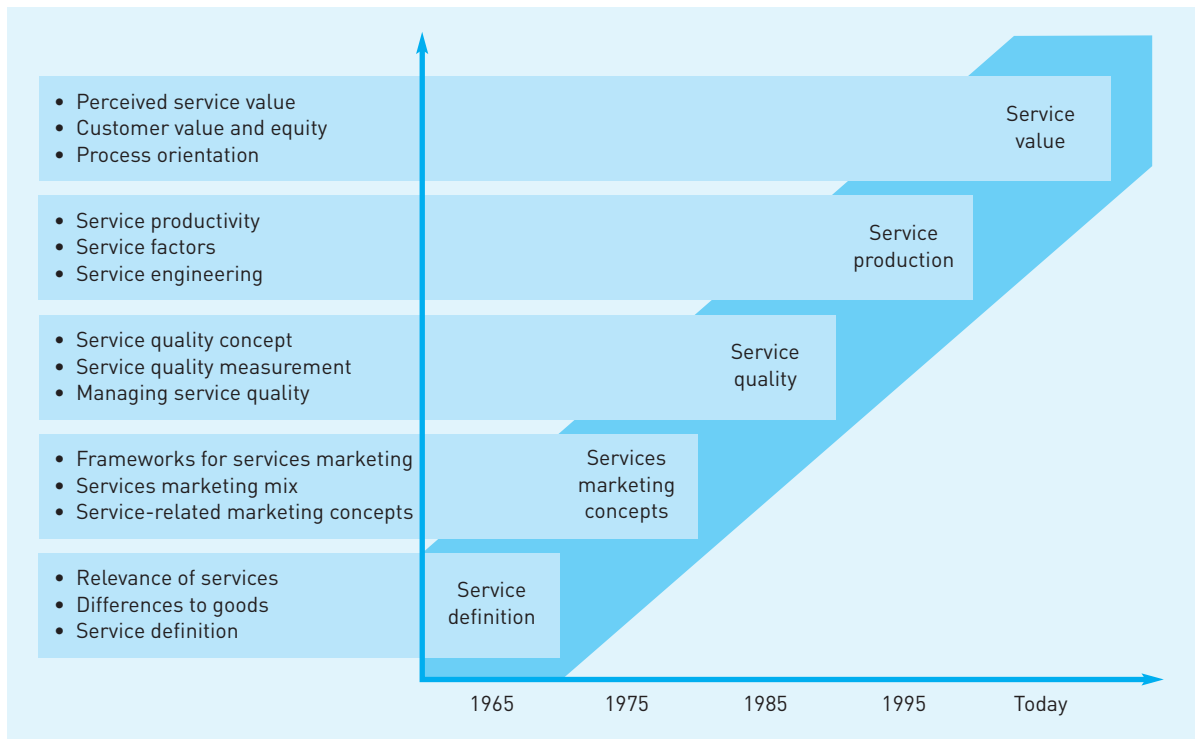 • Perceived service value
• Customer value and equity
• Process orientation
Service
value
• Service productivity
• Service factors
• Service engineering
Service
production
• Service quality concept
• Service quality measurement
• Managing service quality
Service
quality
• Frameworks for services marketing
• Services marketing mix
• Service-related marketing concepts
Services
marketing
concepts
• Relevance of services
• Differences to goods
• Service definition
Service
definition
1965 1975 1985 1995 Today